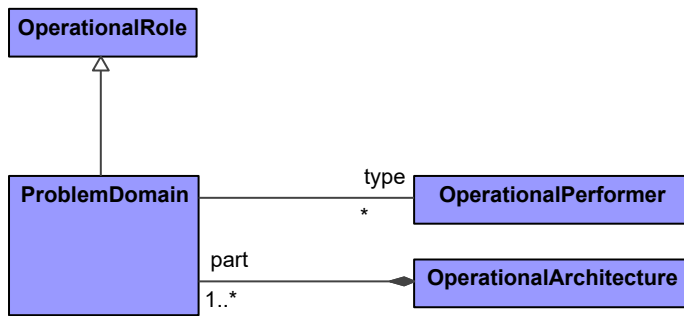 OperationalRole
ProblemDomain
type
*
OperationalPerformer
part
1..*
OperationalArchitecture